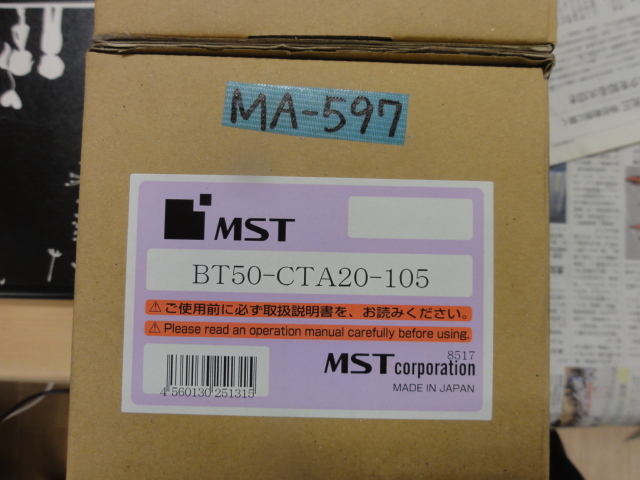 MA-597
MST
BT50-CTA20-105
⚠ご使用前に必ず取扱説明書を、お読みください。
⚠Please read an operation manual carefully before using.
8517
MST corporation
MADE IN JAPAN
4 560130 251315